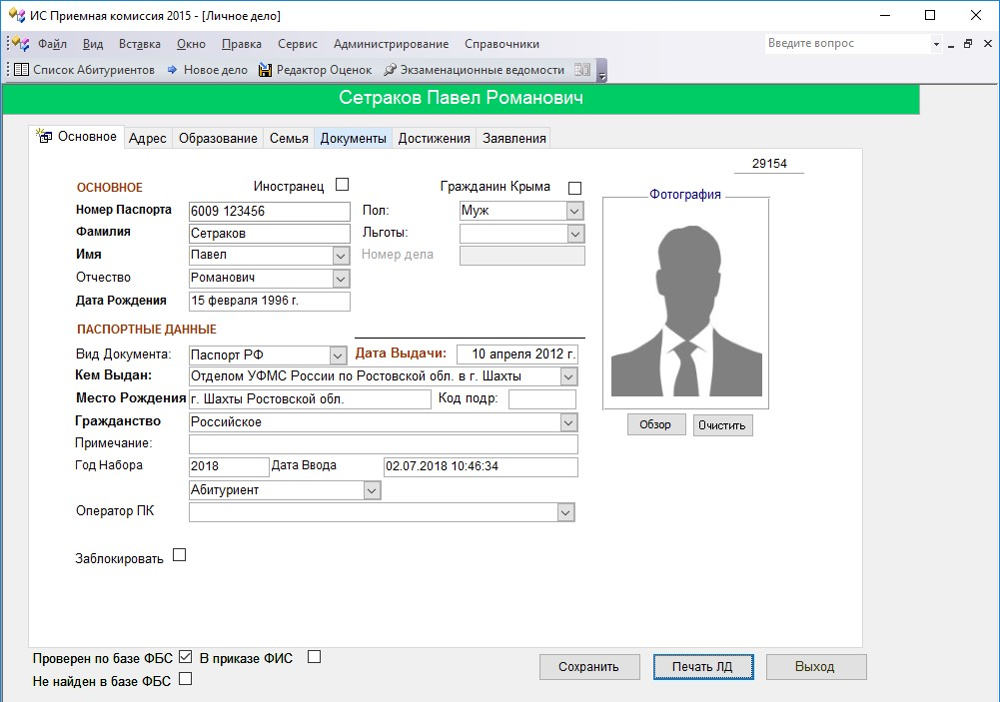 ИС Приемная комиссия 2015 - [Личное дело]
Файл Вид Вставка Окно Правка Сервис Администрирование Справочники Введите вопрос
Список Абитуриентов Новое дело Редактор Оценок Экзаменационные ведомости
Сетраков Павел Романович
Основное Адрес Образование Семья Документы Достижения Заявления
29154
ОСНОВНОЕ Иностранец Гражданин Крыма Фотография
Номер Паспорта 6009 123456 Пол: Муж
Фамилия Сетраков Льготы:
Имя Павел Номер дела
Отчество Романович
Дата Рождения 15 февраля 1996 г.
ПАСПОРТНЫЕ ДАННЫЕ
Вид Документа: Паспорт РФ Дата Выдачи: 10 апреля 2012 г.
Кем Выдан: Отделом УФМС России по Ростовской обл. в г. Шахты
Место Рождения г. Шахты Ростовской обл. Код подр:
Гражданство Российское Обзор Очистить
Примечание:
Год Набора 2018 Дата Ввода 02.07.2018 10:46:34
Абитуриент
Оператор ПК
Заблокировать
Проверен по базе ФБС В приказе ФИС
Сохранить Печать ЛД Выход
Не найден в базе ФБС